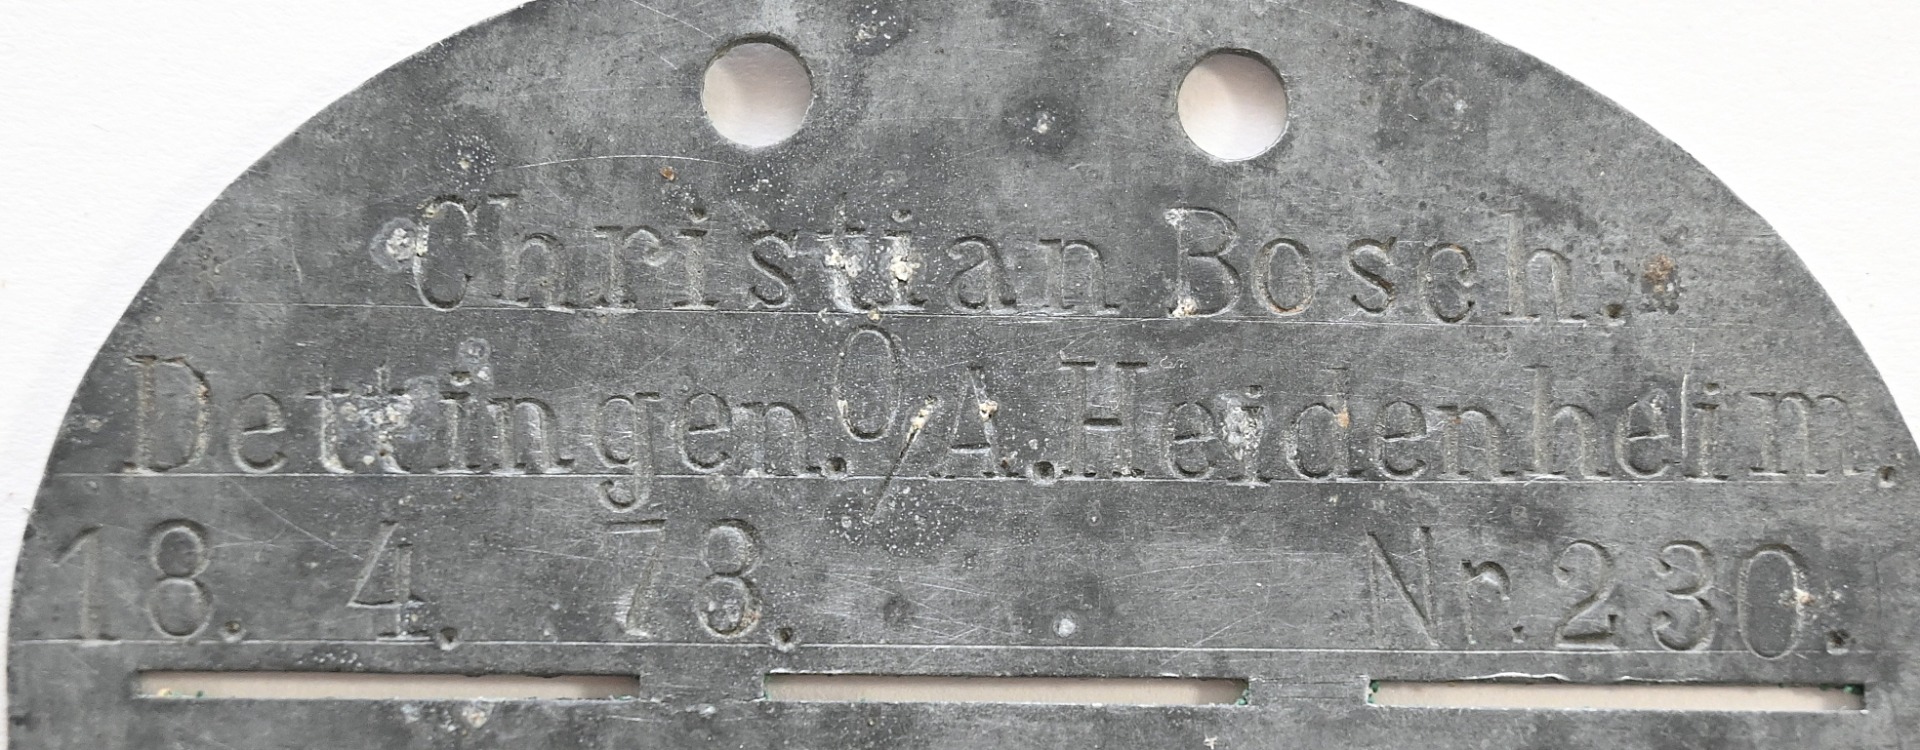 Christian Bosch.
Dettingen. O/A. Heidenheim.
18. 4. 78. Nr. 230.